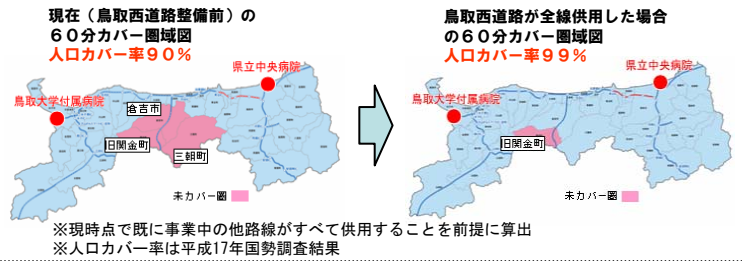 現在（鳥取西道路整備前）の
６０分カバー圏域図
人口カバー率９０％
県立中央病院
鳥取大学付属病院
倉吉市
旧関金町
三朝町
未カバー圏
鳥取西道路が全線供用した場合
の６０分カバー圏域図
人口カバー率９９％
県立中央病院
鳥取大学付属病院
旧関金町
未カバー圏
※現時点で既に事業中の他路線がすべて供用することを前提に算出
※人口カバー率は平成17年国勢調査結果